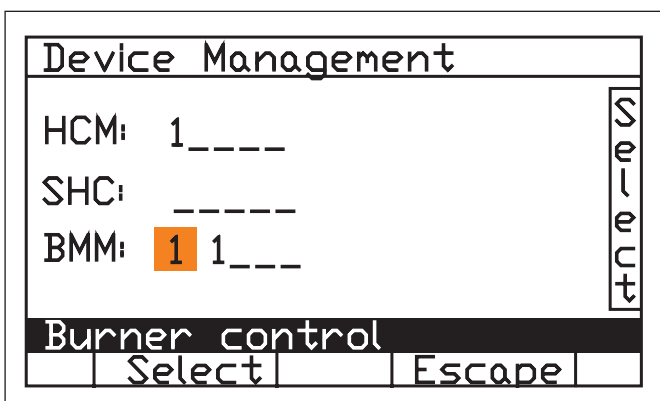 Device Management
HCM: 1____
SHC: _____
BMM: 1 1___
Select
Burner control
Select Escape